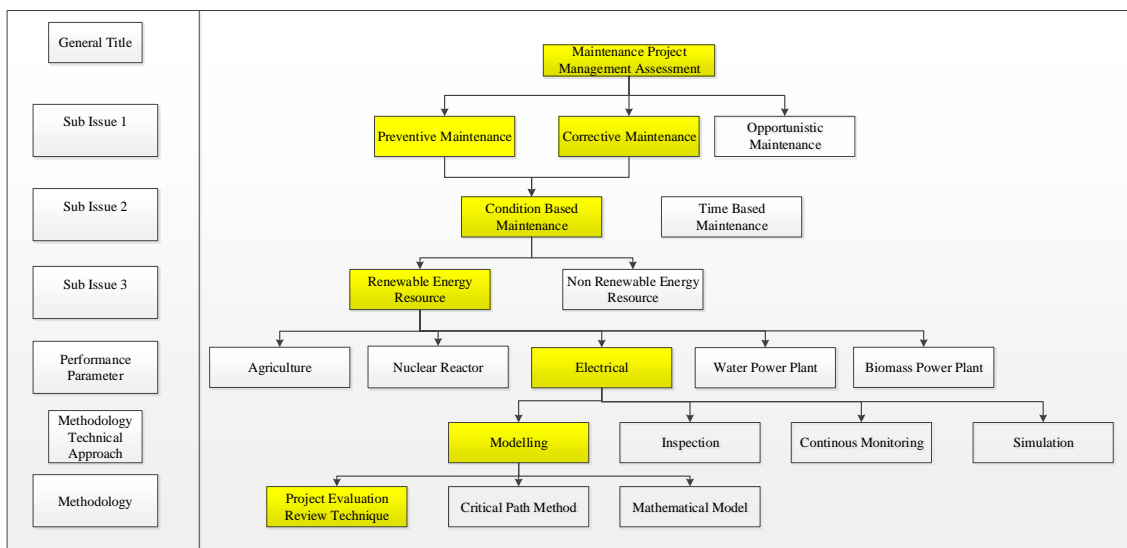 General Title
Maintenance Project
Management Assessment
Sub Issue 1
Preventive Maintenance
Corrective Maintenance
Opportunistic
Maintenance
Sub Issue 2
Condition Based
Maintenance
Time Based
Maintenance
Sub Issue 3
Renewable Energy
Resource
Non Renewable Energy
Resource
Performance
Parameter
Agriculture
Nuclear Reactor
Electrical
Water Power Plant
Biomass Power Plant
Methodology
Technical
Approach
Modelling
Inspection
Continous Monitoring
Simulation
Methodology
Project Evaluation
Review Technique
Critical Path Method
Mathematical Model